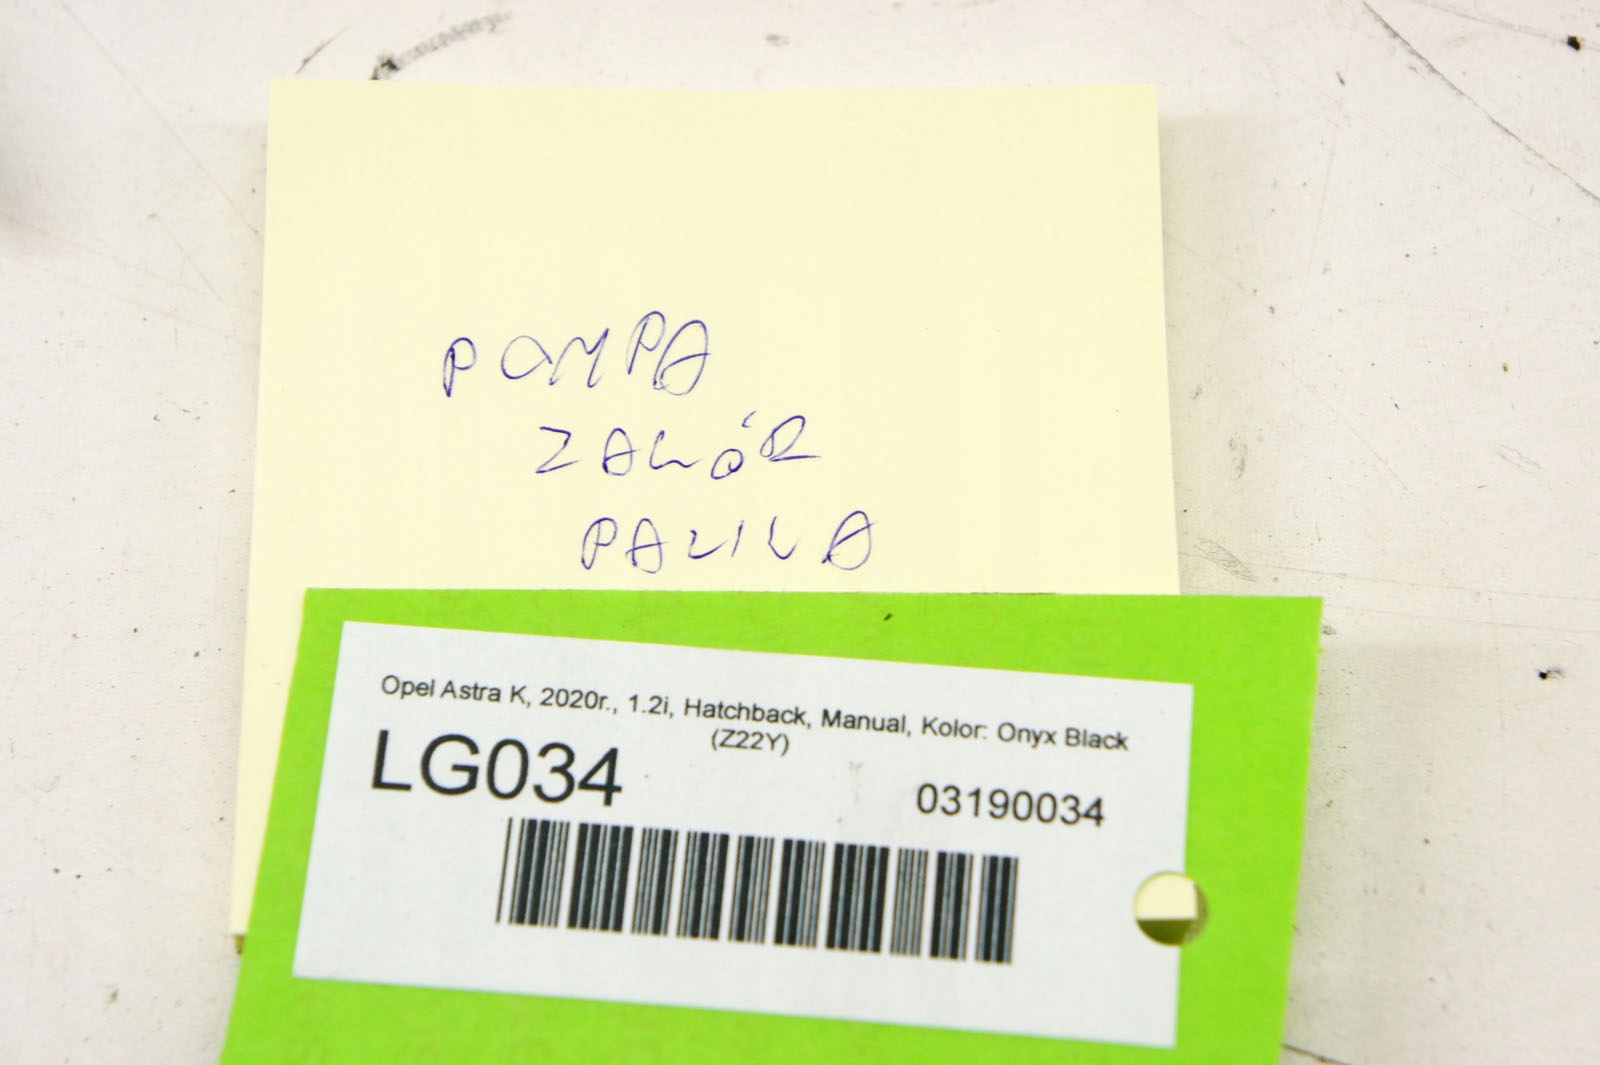 POMPA
ZAWÓR
PALIWA
Opel Astra K, 2020r., 1.2i, Hatchback, Manual, Kolor: Onyx Black
(Z22Y)
LG034
03190034